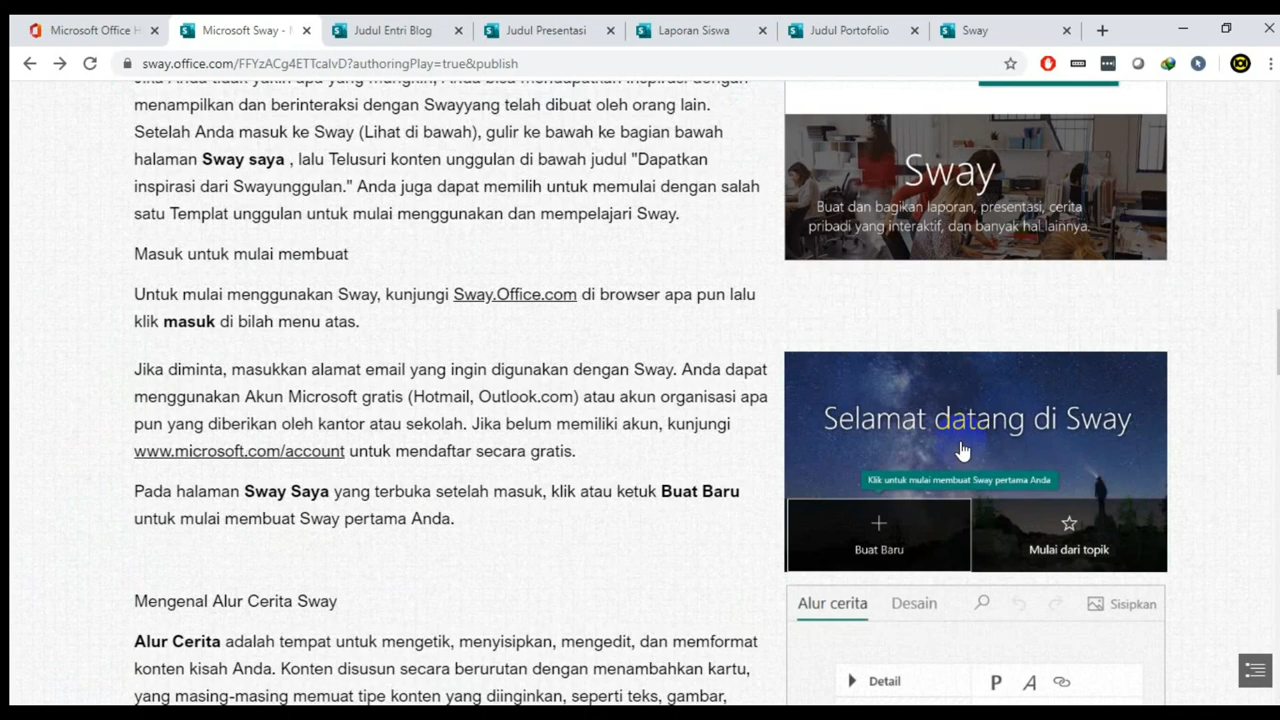 Microsoft Office H
Microsoft Sway -
Judul Entri Blog
Judul Presentasi
Laporan Siswa
Judul Portofolio
Sway
sway.office.com/FFYzACg4ETTcalvD?authoringPlay=true&publish
menampilkan dan berinteraksi dengan Swayyang telah dibuat oleh orang lain.
Setelah Anda masuk ke Sway (Lihat di bawah), gulir ke bawah ke bagian bawah
halaman Sway saya , lalu Telusuri konten unggulan di bawah judul "Dapatkan
inspirasi dari Swayunggulan." Anda juga dapat memilih untuk memulai dengan salah
satu Templat unggulan untuk mulai menggunakan dan mempelajari Sway.
Masuk untuk mulai membuat
Untuk mulai menggunakan Sway, kunjungi Sway.Office.com di browser apa pun lalu
klik masuk di bilah menu atas.
Jika diminta, masukkan alamat email yang ingin digunakan dengan Sway. Anda dapat
menggunakan Akun Microsoft gratis (Hotmail, Outlook.com) atau akun organisasi apa
pun yang diberikan oleh kantor atau sekolah. Jika belum memiliki akun, kunjungi
www.microsoft.com/account untuk mendaftar secara gratis.
Pada halaman Sway Saya yang terbuka setelah masuk, klik atau ketuk Buat Baru
untuk mulai membuat Sway pertama Anda.
Mengenal Alur Cerita Sway
Alur Cerita adalah tempat untuk mengetik, menyisipkan, mengedit, dan memformat
konten kisah Anda. Konten disusun secara berurutan dengan menambahkan kartu,
yang masing-masing memuat tipe konten yang diinginkan, seperti teks, gambar,
Sway
Buat dan bagikan laporan, presentasi, cerita
pribadi yang interaktif, dan banyak hal lainnya.
Selamat datang di Sway
Klik untuk mulai membuat Sway pertama Anda
Buat Baru
Mulai dari topik
Alur cerita
Desain
Sisipkan
Detail
P
A